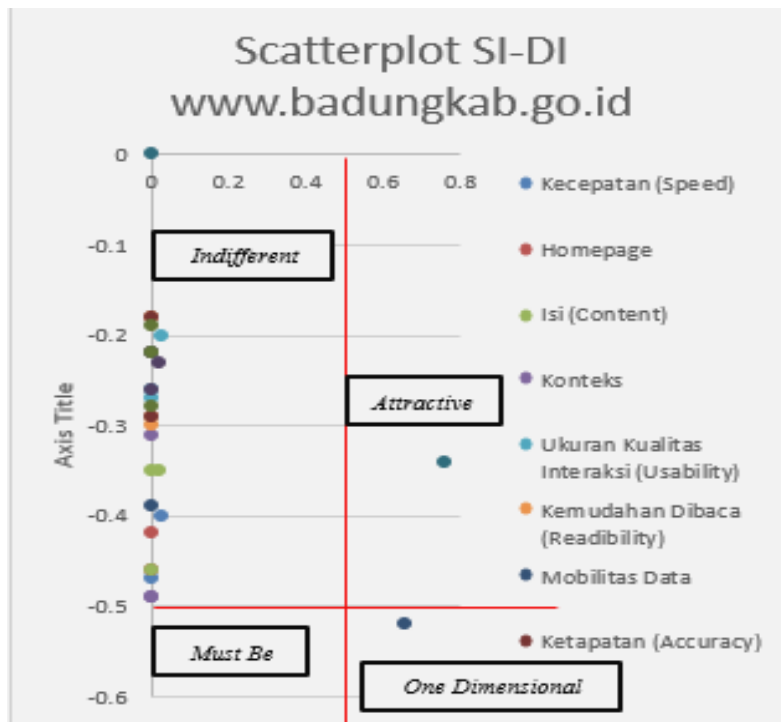 Scatterplot SI-DI
www.badungkab.go.id
0
0 0.2 0.4 0.6 0.8
-0.1
-0.2
-0.3
-0.4
-0.5
-0.6
Axis Title
Indifferent
Attractive
Must Be
One Dimensional
Kecepatan (Speed)
Homepage
Isi (Content)
Konteks
Ukuran Kualitas
Interaksi (Usability)
Kemudahan Dibaca
(Readibility)
Mobilitas Data
Ketapatan (Accuracy)